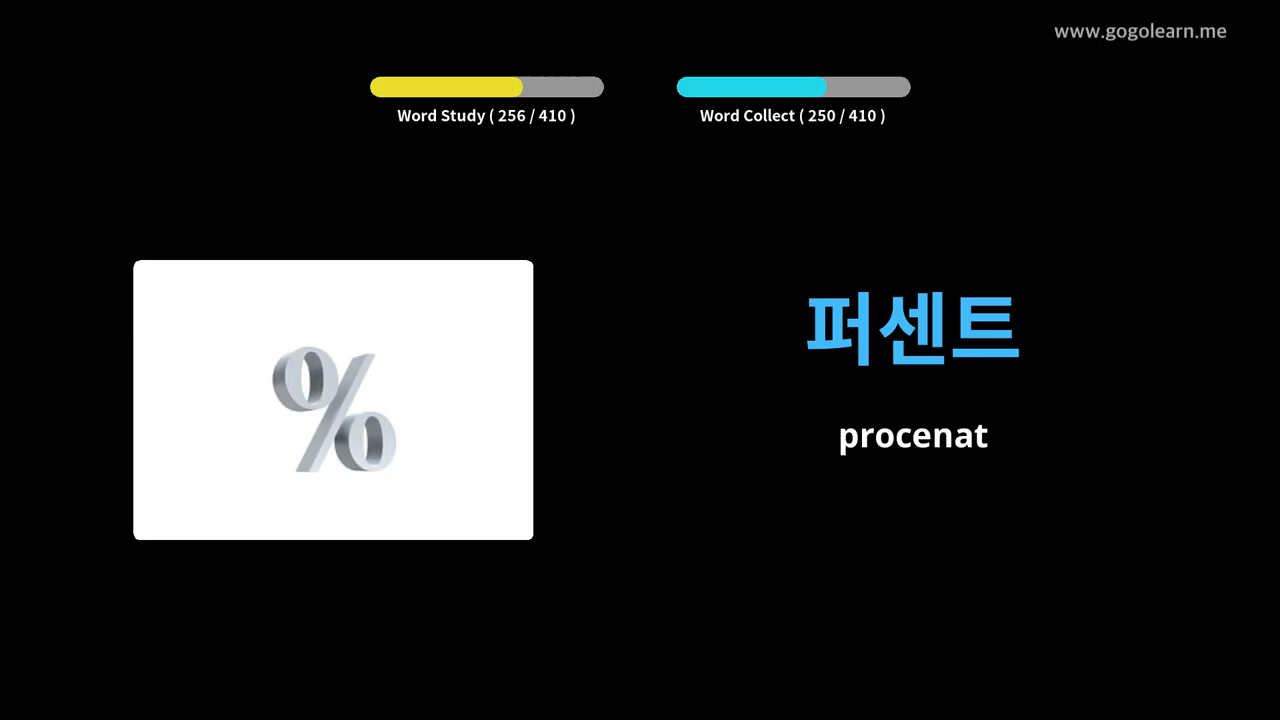 www.gogolearn.me
Word Study ( 256 / 410 )
Word Collect ( 250 / 410 )
%
퍼센트
procenat